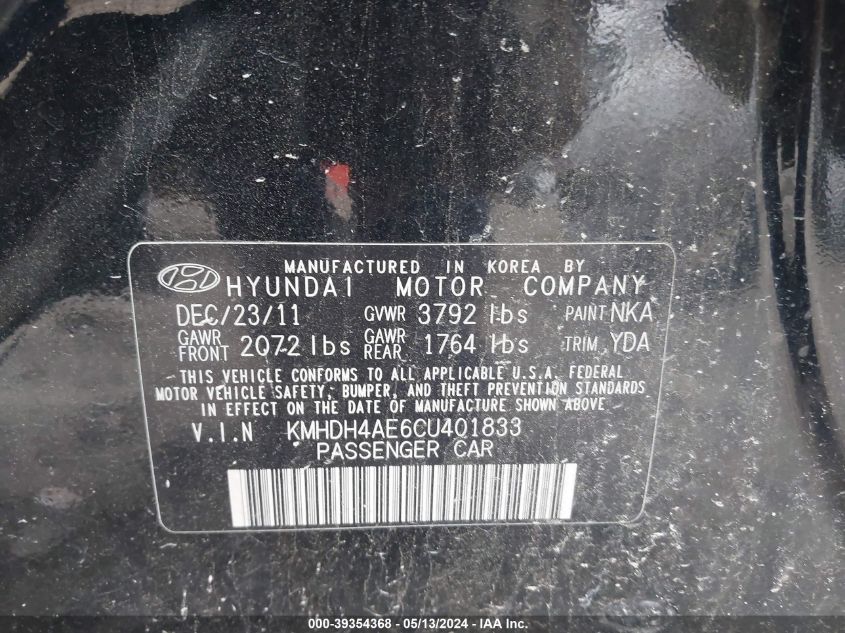 MANUFACTURED IN KOREA BY
HYUNDAI MOTOR COMPANY
DEC/23/11 GVWR 3792 lbs PAINT NKA
GAWR FRONT 2072 lbs GAWR REAR 1764 lbs TRIM YDA
THIS VEHICLE CONFORMS TO ALL APPLICABLE U.S.A. FEDERAL
MOTOR VEHICLE SAFETY, BUMPER, AND THEFT PREVENTION STANDARDS
IN EFFECT ON THE DATE OF MANUFACTURE SHOWN ABOVE
V.I.N KMHDH4AE6CU401833
PASSENGER CAR
000-39354368 - 05/13/2024 - IAA Inc.